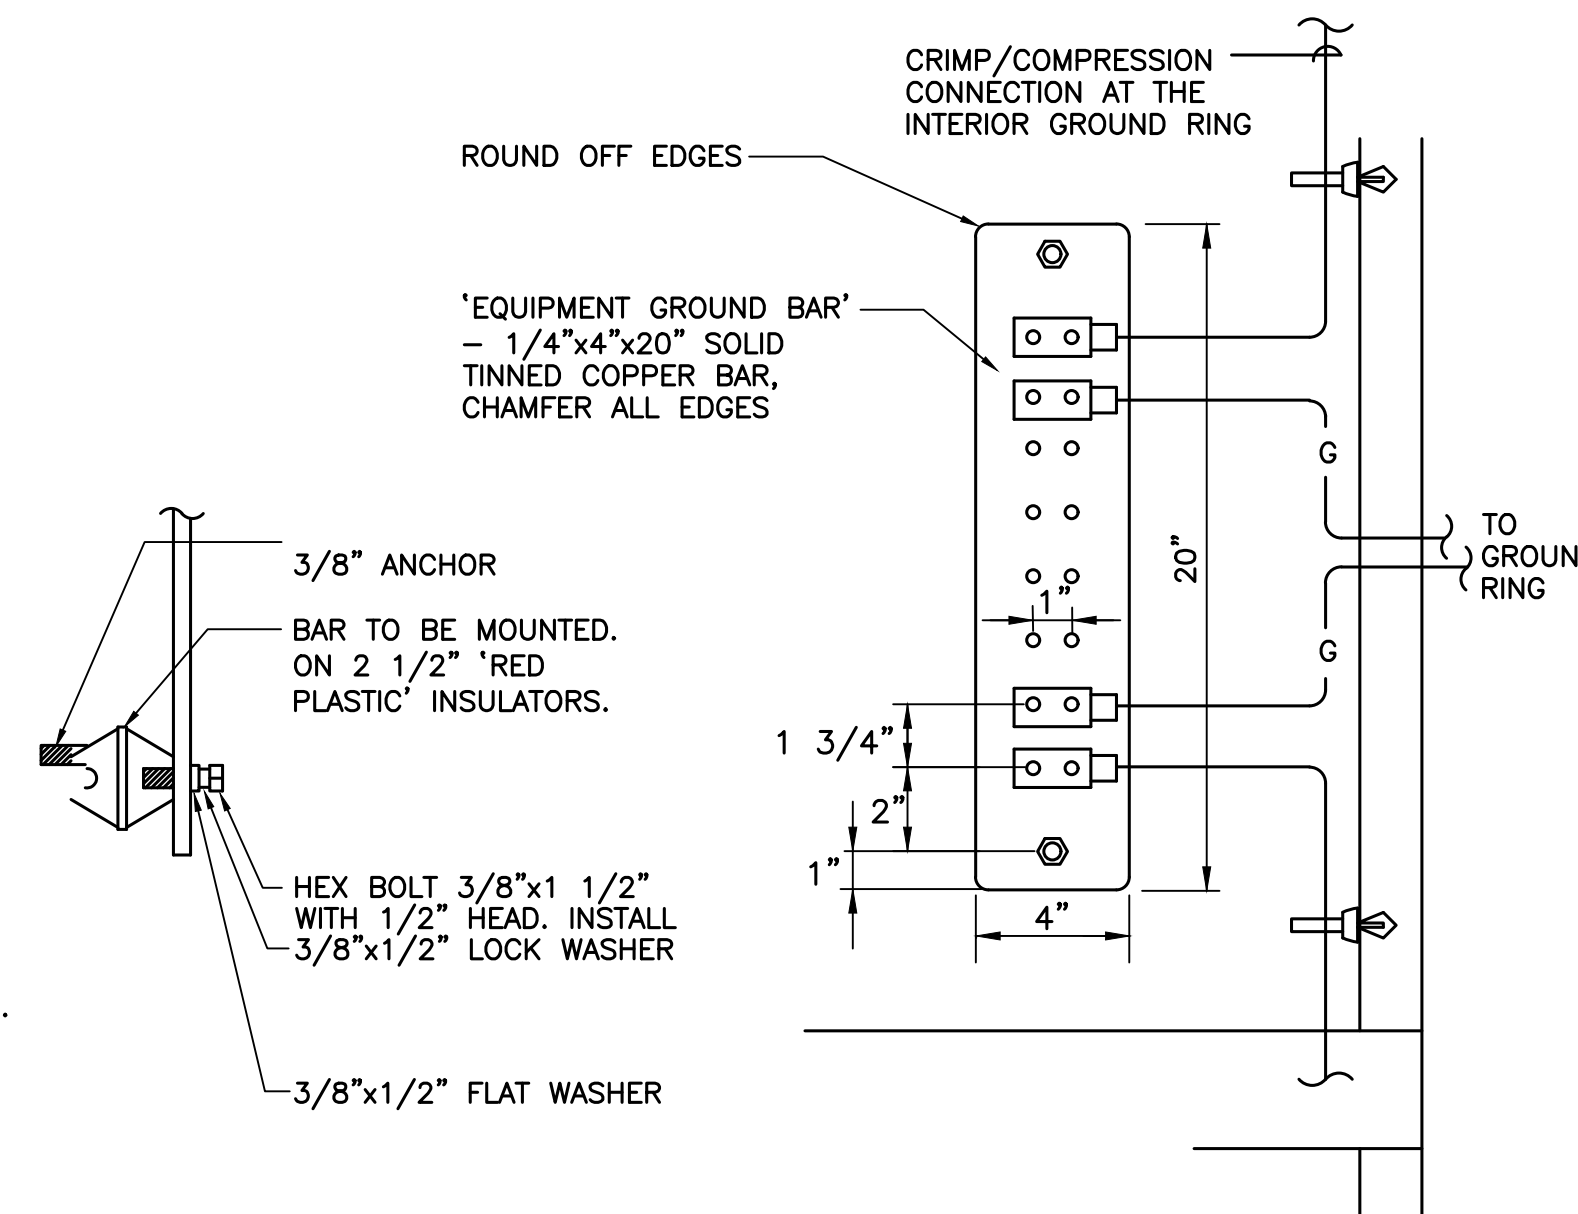 CRIMP/COMPRESSION
CONNECTION AT THE
INTERIOR GROUND RING
ROUND OFF EDGES
‘EQUIPMENT GROUND BAR’
– 1/4”x4”x20” SOLID
TINNED COPPER BAR,
CHAMFER ALL EDGES
G
TO
GROUN
RING
20”
3/8” ANCHOR
1”
BAR TO BE MOUNTED.
ON 2 1/2” ‘RED
PLASTIC’ INSULATORS.
G
1 3/4”
2”
1”
4”
HEX BOLT 3/8”x1 1/2”
WITH 1/2” HEAD. INSTALL
3/8”x1/2” LOCK WASHER
.
3/8”x1/2” FLAT WASHER